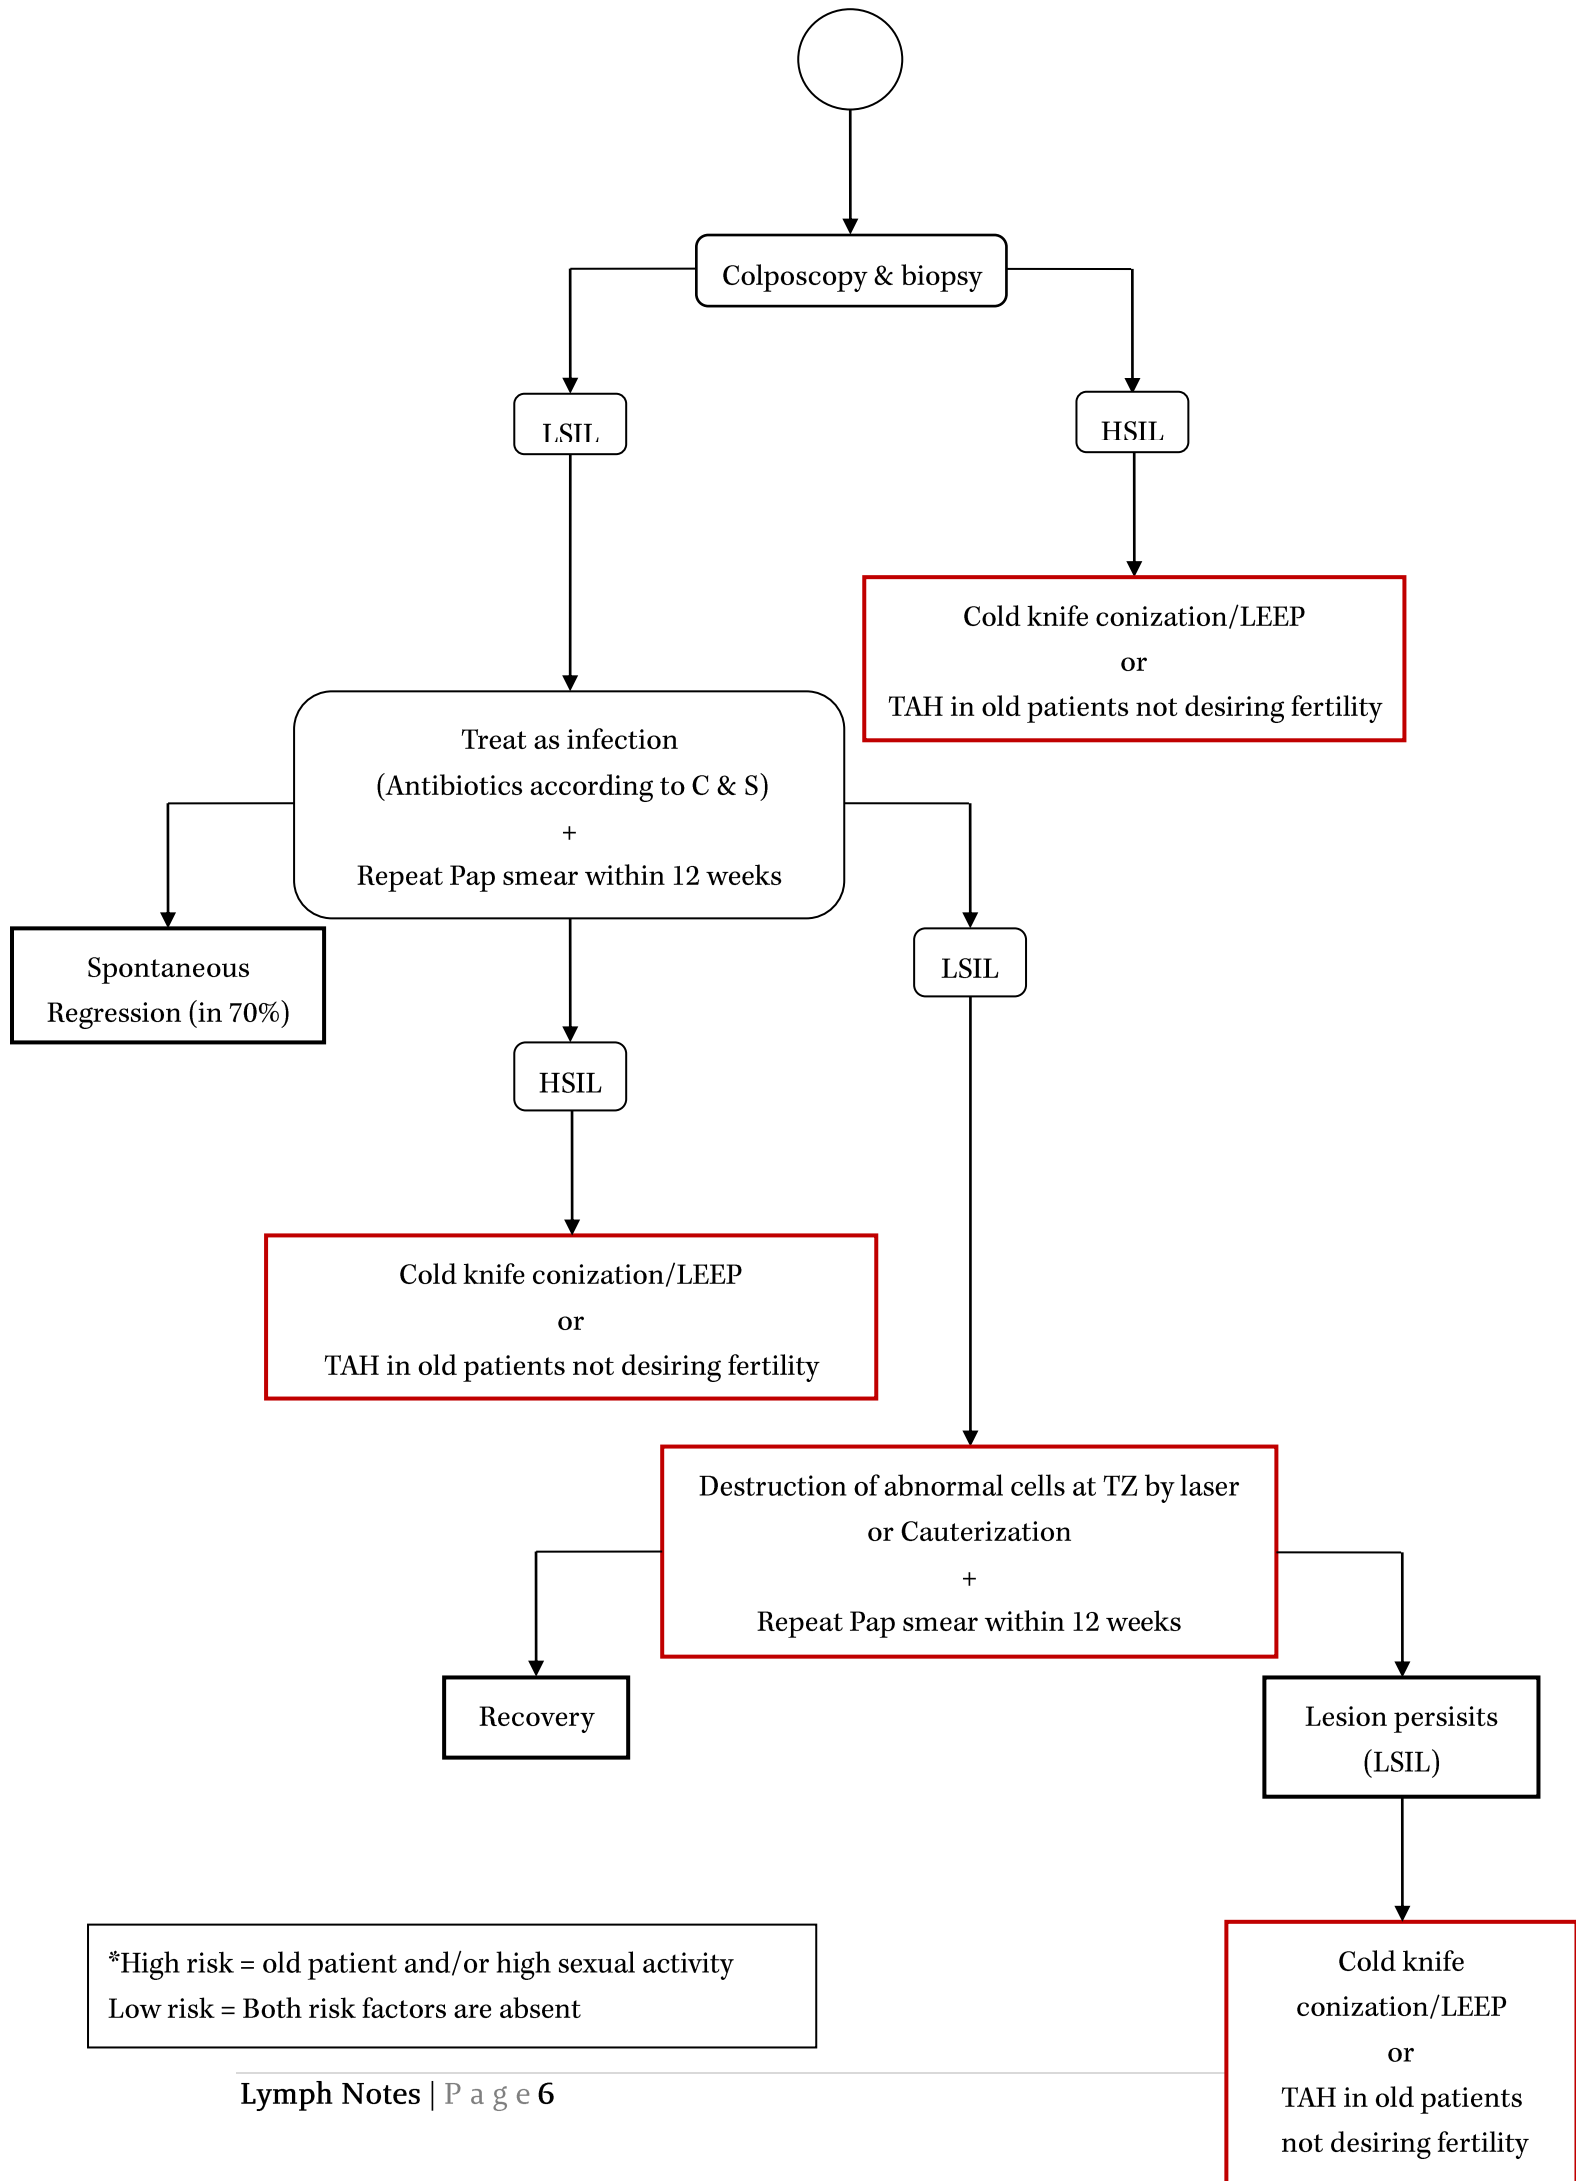 Colposcopy & biopsy
LSIL
HSIL
Cold knife conization/LEEP
or
TAH in old patients not desiring fertility
Treat as infection
(Antibiotics according to C & S)
+
Repeat Pap smear within 12 weeks
Spontaneous
Regression (in 70%)
LSIL
HSIL
Cold knife conization/LEEP
or
TAH in old patients not desiring fertility
Destruction of abnormal cells at TZ by laser
or Cauterization
+
Repeat Pap smear within 12 weeks
Recovery
Lesion persisits
(LSIL)
Cold knife
conization/LEEP
or
TAH in old patients
not desiring fertility
*High risk = old patient and/or high sexual activity
Low risk = Both risk factors are absent
Lymph Notes | Page 6